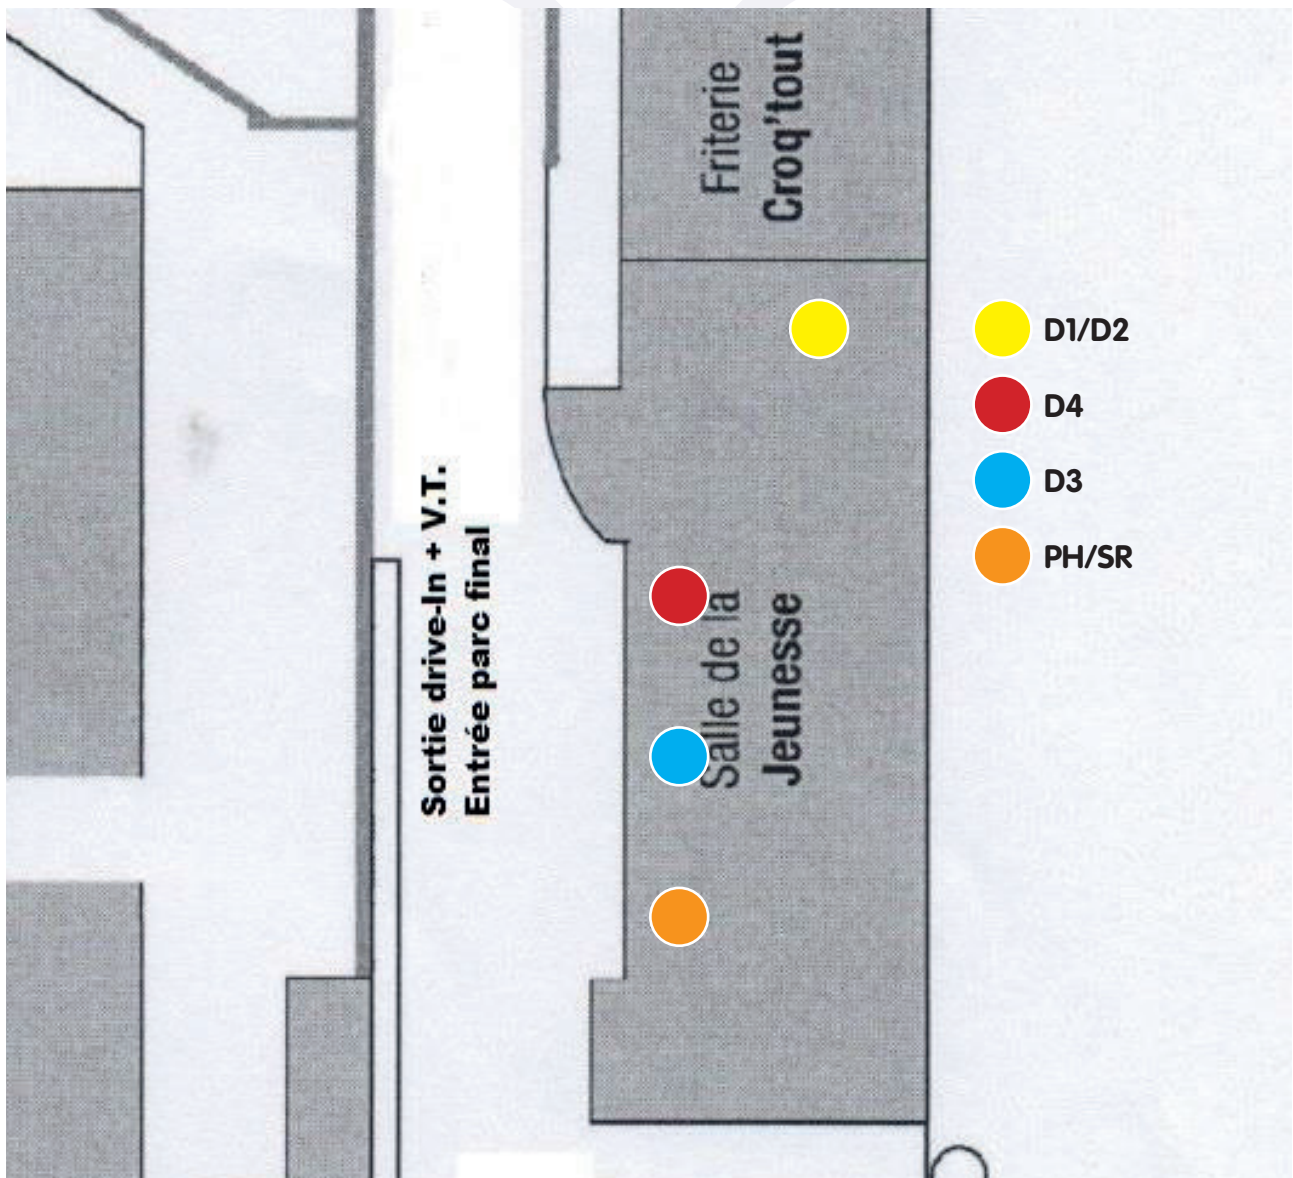 Friterie
Croq'tout
D1/D2
D4
D3
PH/SR
Sortie drive-In + V.T.
Entrée parc final
Salle de la
Jeunesse